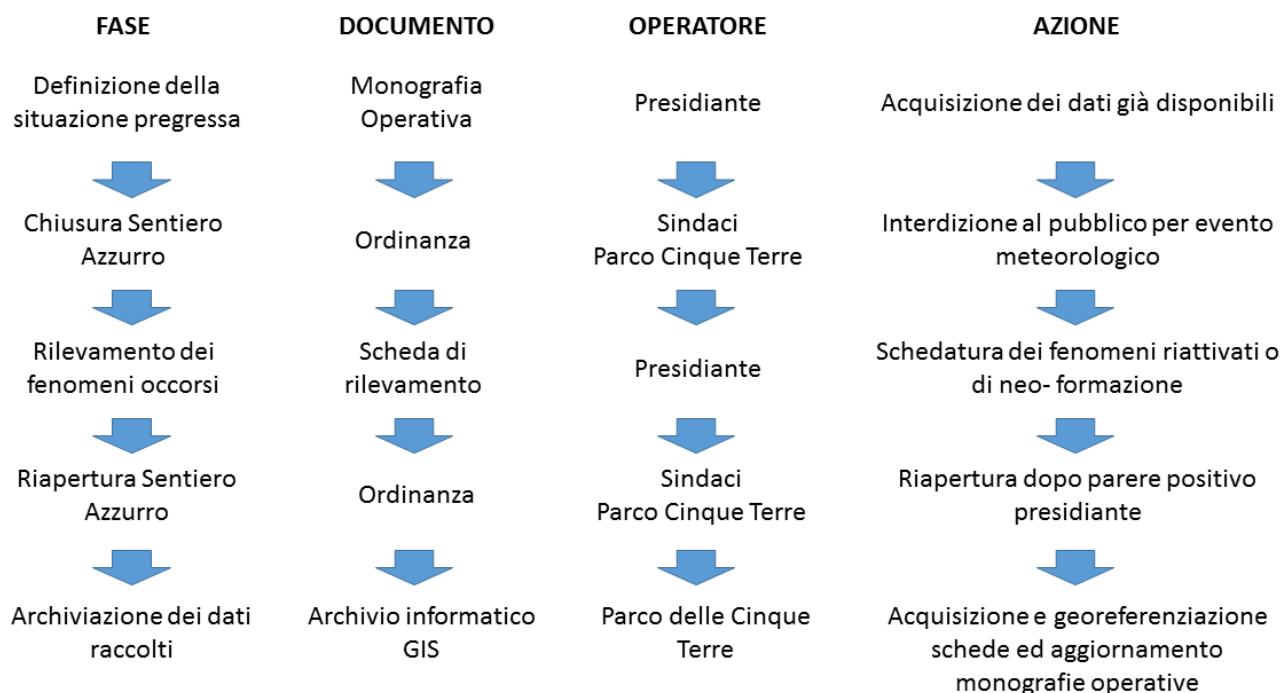 FASE
DOCUMENTO
OPERATORE
AZIONE
Definizione della
situazione pregressa
Monografia
Operativa
Presidiante
Acquisizione dei dati già disponibili
Chiusura Sentiero
Azzurro
Ordinanza
Sindaci
Parco Cinque Terre
Interdizione al pubblico per evento
meteorologico
Rilevamento dei
fenomeni occorsi
Scheda di
rilevamento
Presidiante
Schedatura dei fenomeni riattivati o
di neo- formazione
Riapertura Sentiero
Azzurro
Ordinanza
Sindaci
Parco Cinque Terre
Riapertura dopo parere positivo
presidiante
Archiviazione dei dati
raccolti
Archivio informatico
GIS
Parco delle Cinque
Terre
Acquisizione e georeferenziazione
schede ed aggiornamento
monografie operative